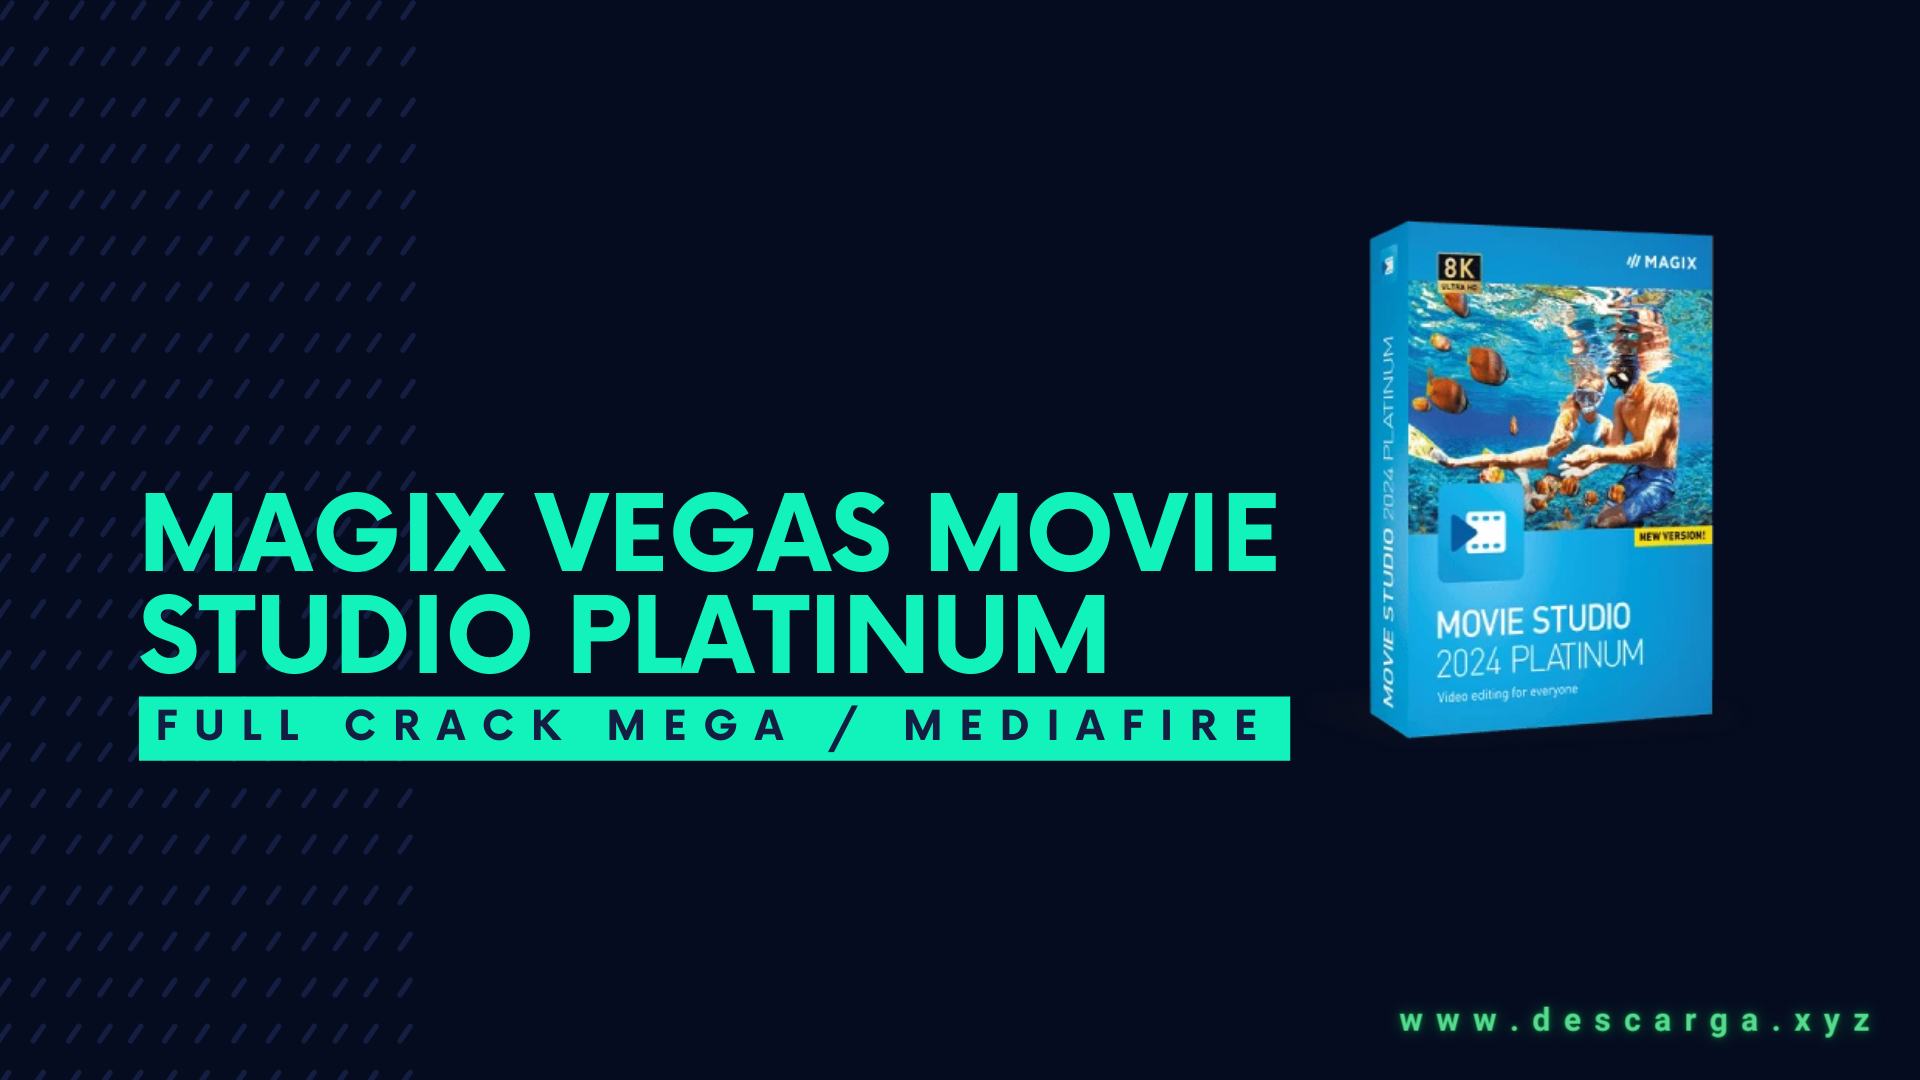 MAGIX VEGAS MOVIE
STUDIO PLATINUM
FULL CRACK MEGA / MEDIAFIRE
8K
ULTRA HD
MAGIX
MOVIE STUDIO 2024 PLATINUM
NEW VERSION!
MOVIE STUDIO
2024 PLATINUM
Video editing for everyone
www.descarga.xyz